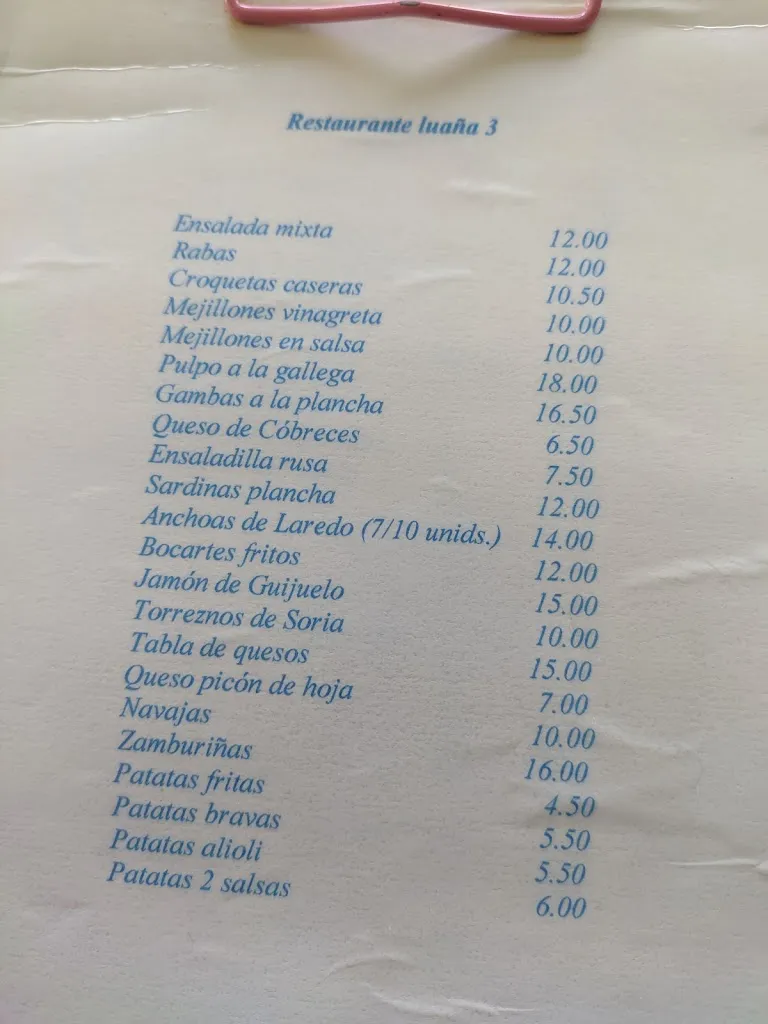 Restaurante luaña 3
Ensalada mixta 12.00
Rabas 12.00
Croquetas caseras 10.50
Mejillones vinagreta 10.00
Mejillones en salsa 10.00
Pulpo a la gallega 18.00
Gambas a la plancha 16.50
Queso de Cóbreces 6.50
Ensaladilla rusa 7.50
Sardinas plancha 12.00
Anchoas de Laredo (7/10 unids.) 14.00
Bocartes fritos 12.00
Jamón de Guijuelo 15.00
Torreznos de Soria 10.00
Tabla de quesos 15.00
Queso picón de hoja 7.00
Navajas 10.00
Zamburiñas 16.00
Patatas fritas 4.50
Patatas bravas 5.50
Patatas alioli 5.50
Patatas 2 salsas 6.00